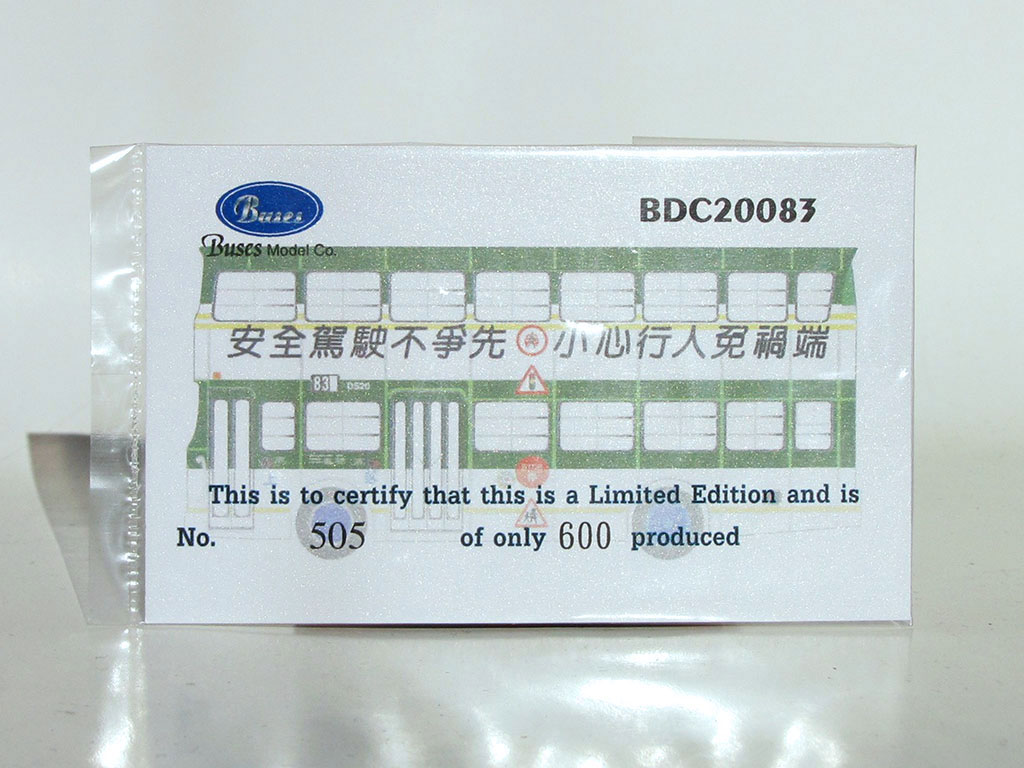 Buses
BDC20083
Buses Model Co.
安全駕駛不爭先 小心行人免禍端
83 DS20
This is to certify that this is a Limited Edition and is
No. 505 of only 600 produced